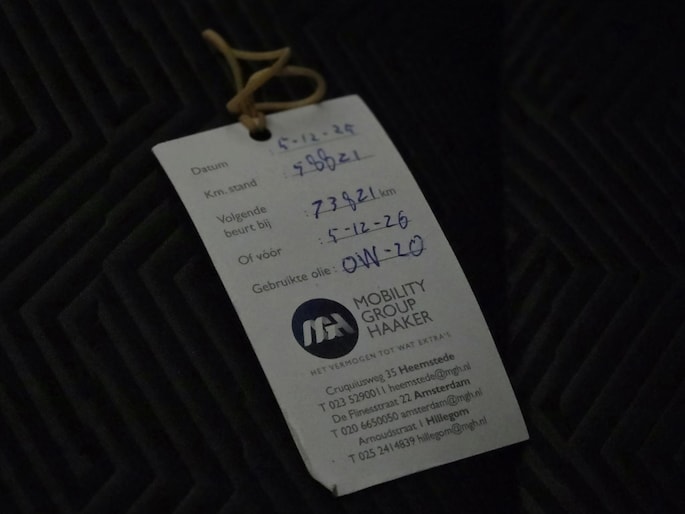 Datum : 5-12-25
Km. stand : 58821
Volgende
beurt bij : 73821 km
Of vóór : 5-12-26
Gebruikte olie : 0W-20
MOBILITY
GROUP
HAAKER
HET VERMOGEN TOT WAT EXTRA'S
Cruquiusweg 35 Heemstede
T 023 5290011 heemstede@mgh.nl
De Flinesstraat 22 Amsterdam
T 020 6650050 amsterdam@mgh.nl
Arnoudstraat 1 Hillegom
T 025 2414839 hillegom@mgh.nl